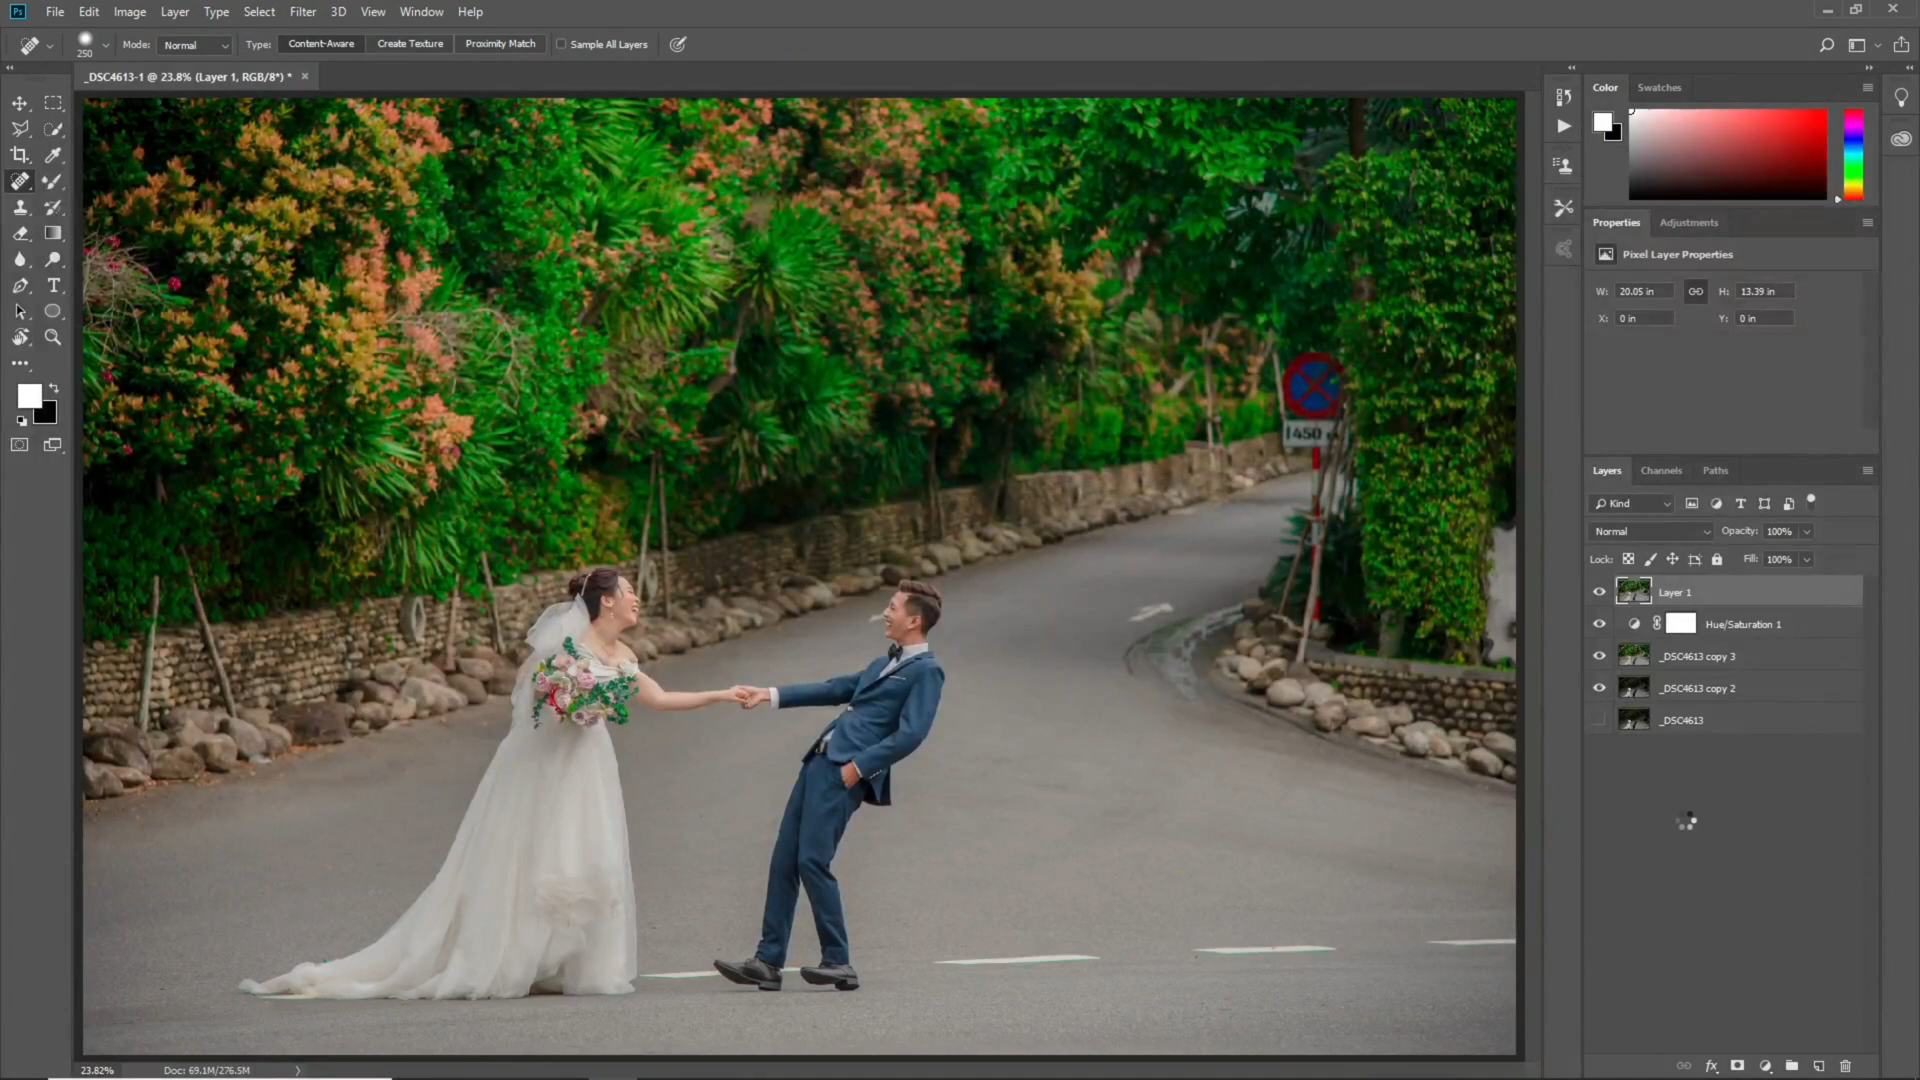 Ps File Edit Image Layer Type Select Filter 3D View Window Help
250 Mode: Normal Type: Content-Aware Create Texture Proximity Match Sample All Layers
_DSC4613-1 @ 23.8% (Layer 1, RGB/8*) *
Color Swatches
Properties Adjustments
Pixel Layer Properties
W: 20.05 in H: 13.39 in
X: 0 in Y: 0 in
450
Layers Channels Paths
Kind
Normal Opacity: 100%
Lock: Fill: 100%
Layer 1
Hue/Saturation 1
_DSC4613 copy 3
_DSC4613 copy 2
_DSC4613
23.82% Doc: 69.1M/276.5M